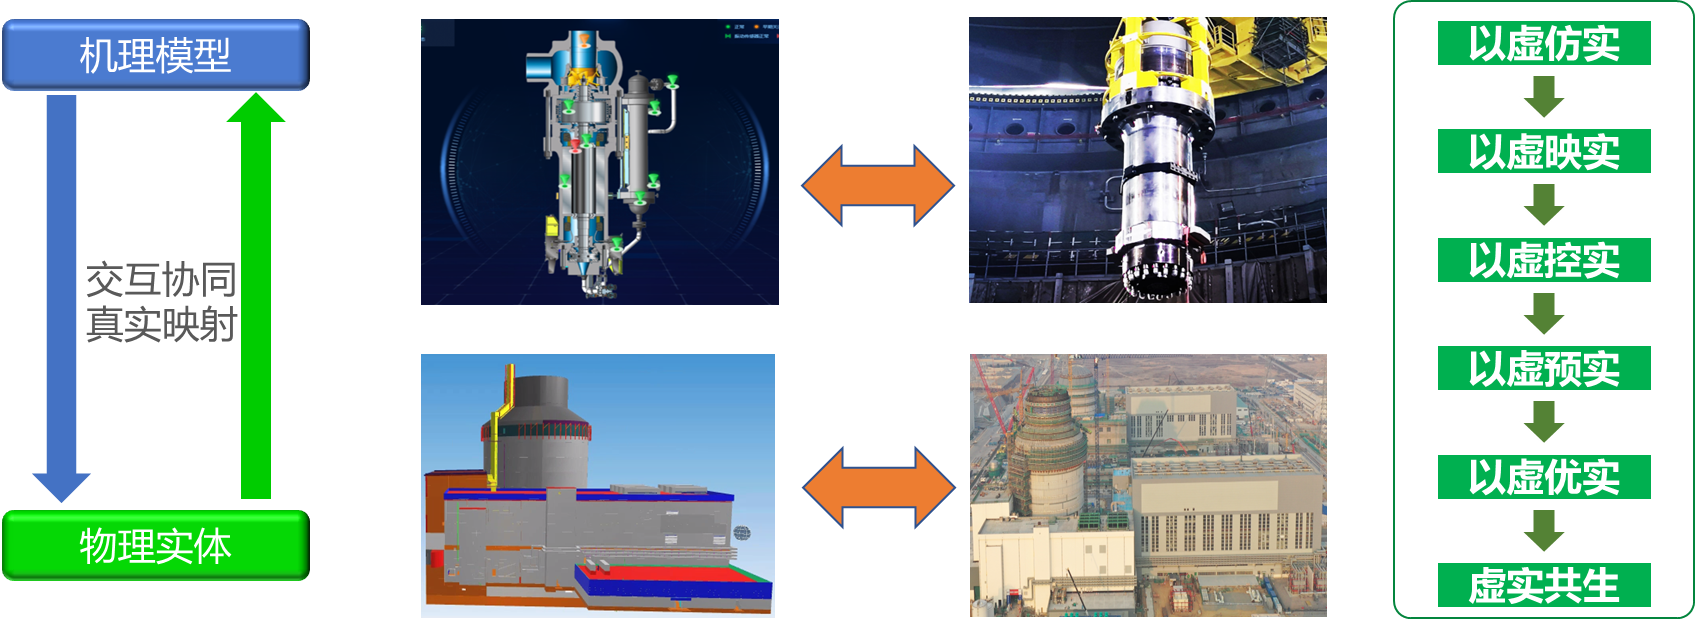 机理模型
交互协同
真实映射
物理实体
以虚仿实
以虚映实
以虚控实
以虚预实
以虚优实
虚实共生